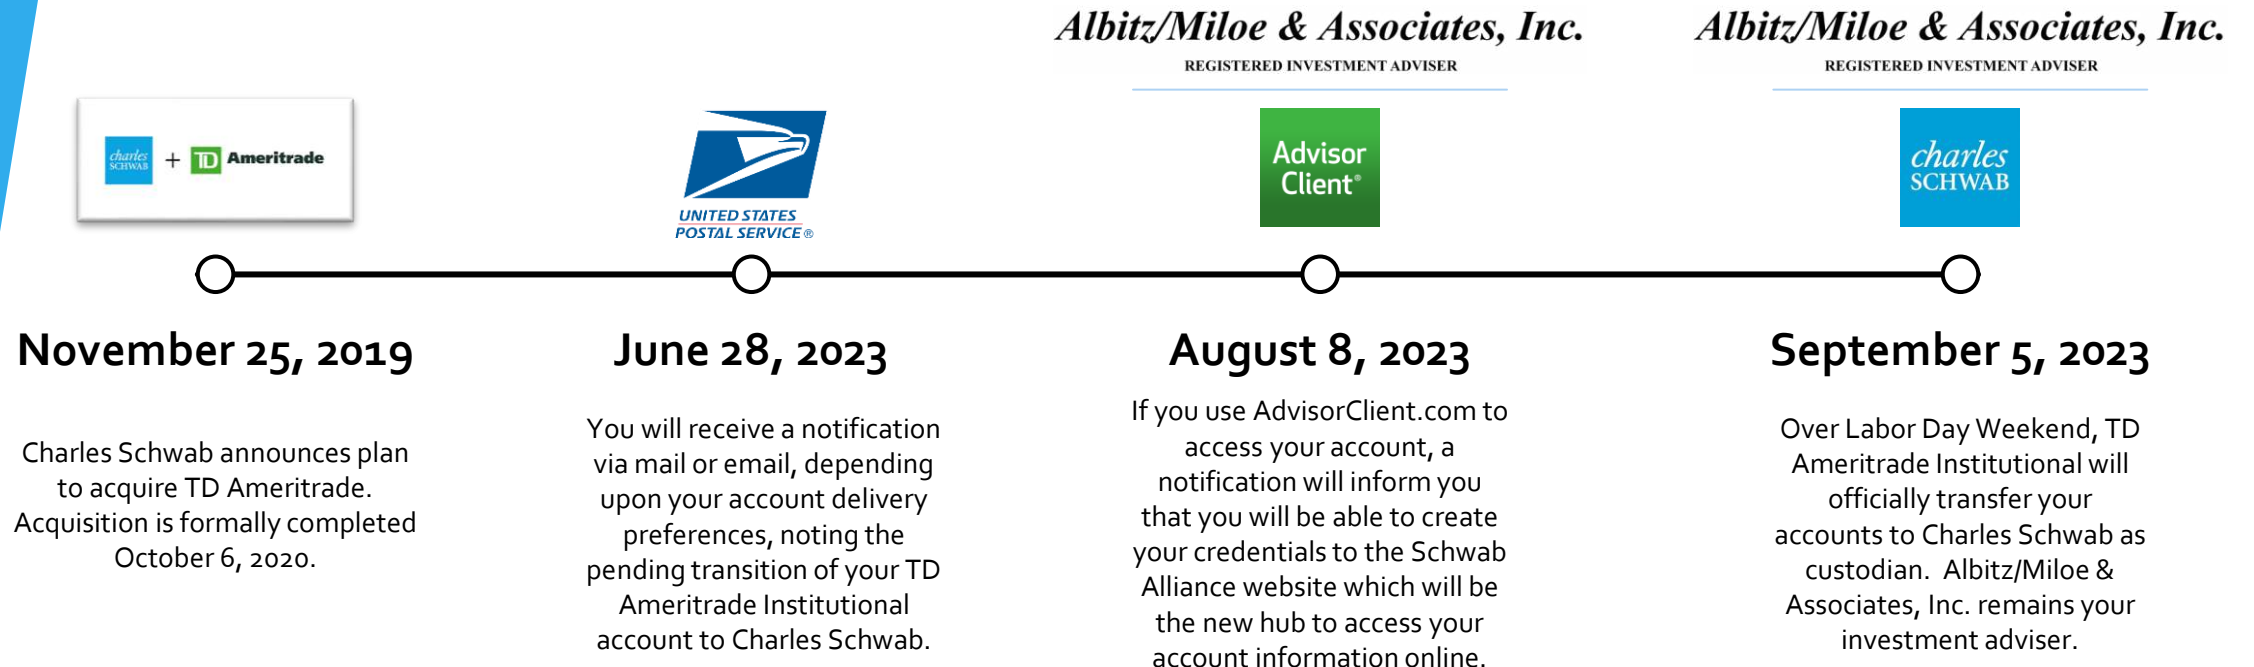 Albitz/Miloe & Associates, Inc.
REGISTERED INVESTMENT ADVISER
Albitz/Miloe & Associates, Inc.
REGISTERED INVESTMENT ADVISER
charles
SCHWAB
+
TD Ameritrade
UNITED STATES
POSTAL SERVICE ®
Advisor
Client®
charles
SCHWAB
November 25, 2019
Charles Schwab announces plan
to acquire TD Ameritrade.
Acquisition is formally completed
October 6, 2020.
June 28, 2023
You will receive a notification
via mail or email, depending
upon your account delivery
preferences, noting the
pending transition of your TD
Ameritrade Institutional
account to Charles Schwab.
August 8, 2023
If you use AdvisorClient.com to
access your account, a
notification will inform you
that you will be able to create
your credentials to the Schwab
Alliance website which will be
the new hub to access your
account information online.
September 5, 2023
Over Labor Day Weekend, TD
Ameritrade Institutional will
officially transfer your
accounts to Charles Schwab as
custodian. Albitz/Miloe &
Associates, Inc. remains your
investment adviser.